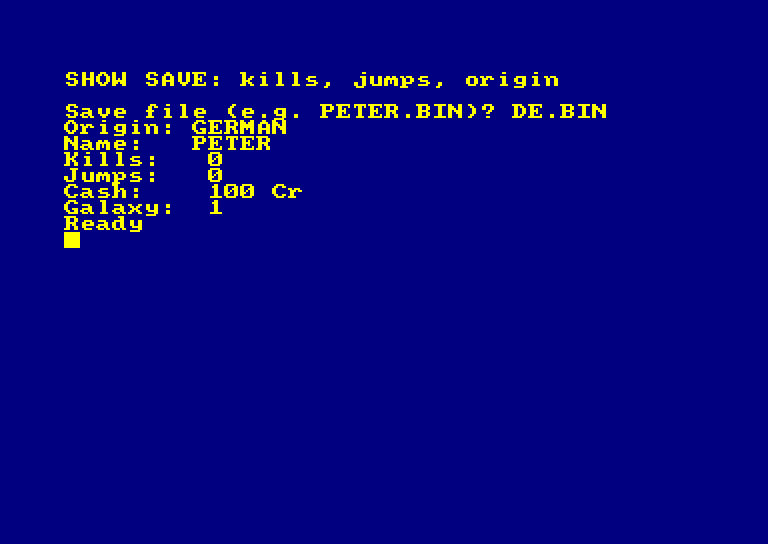 SHOW SAVE: kills, jumps, origin
Save file (e.g. PETER.BIN)? DE.BIN
Origin: GERMAN
Name:   PETER
Kills:   0
Jumps:   0
Cash:    100 Cr
Galaxy:  1
Ready